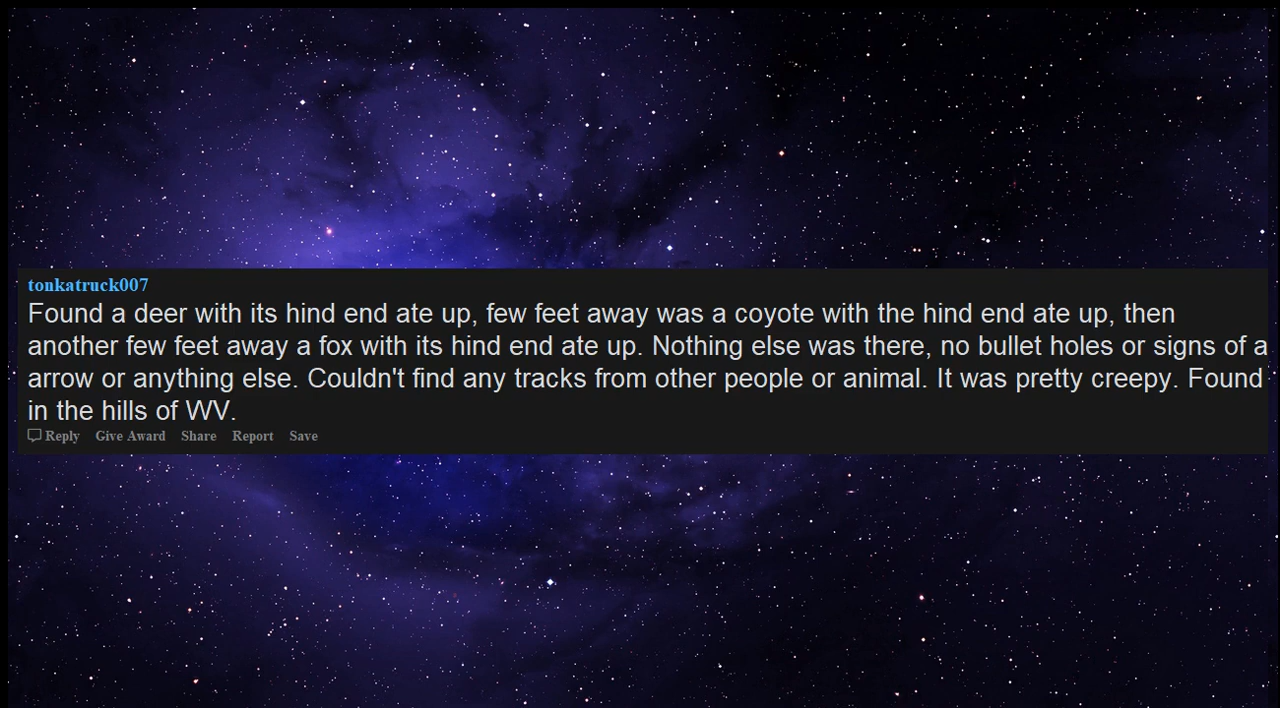 tonkatruck007
Found a deer with its hind end ate up, few feet away was a coyote with the hind end ate up, then
another few feet away a fox with its hind end ate up. Nothing else was there, no bullet holes or signs of a
arrow or anything else. Couldn't find any tracks from other people or animal. It was pretty creepy. Found
in the hills of WV.
Reply Give Award Share Report Save